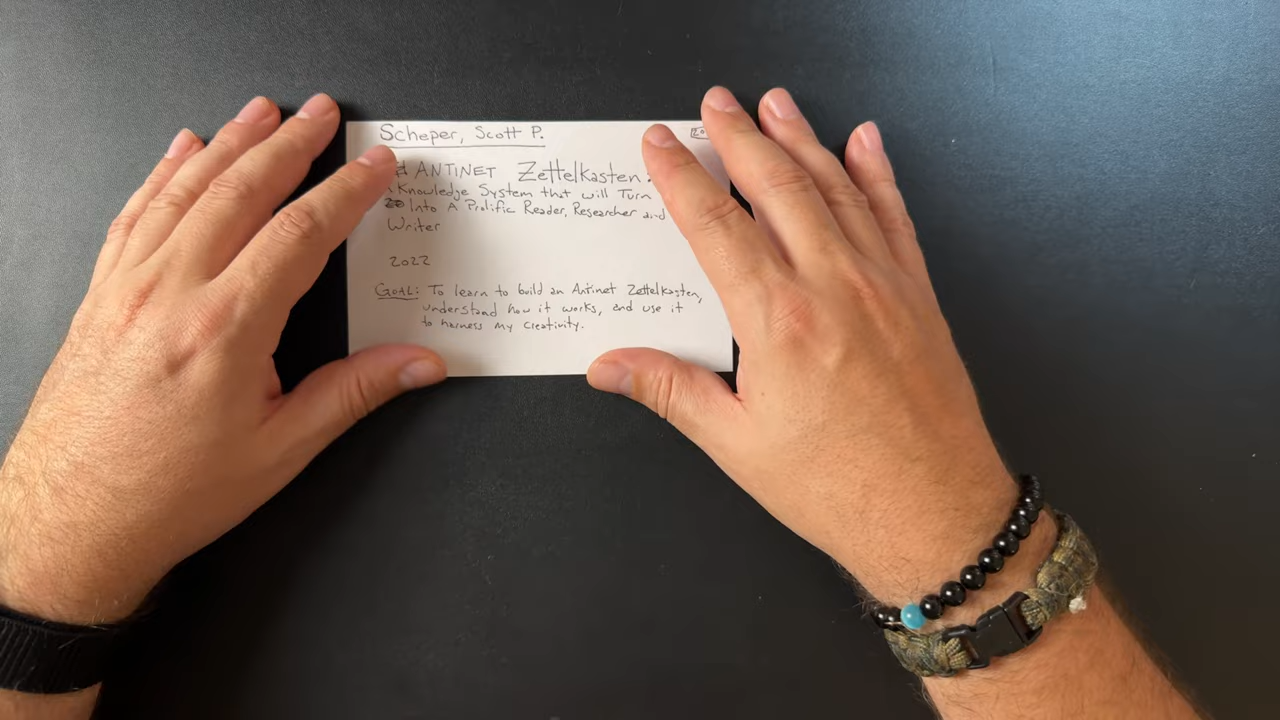 Scheper, Scott P.
ANTINET Zettelkasten:
Knowledge System that will Turn
Into A Prolific Reader, Researcher and
Writer
2022
GOAL: To learn to build an Antinet Zettelkasten,
understand how it works, and use it
to harness my creativity.